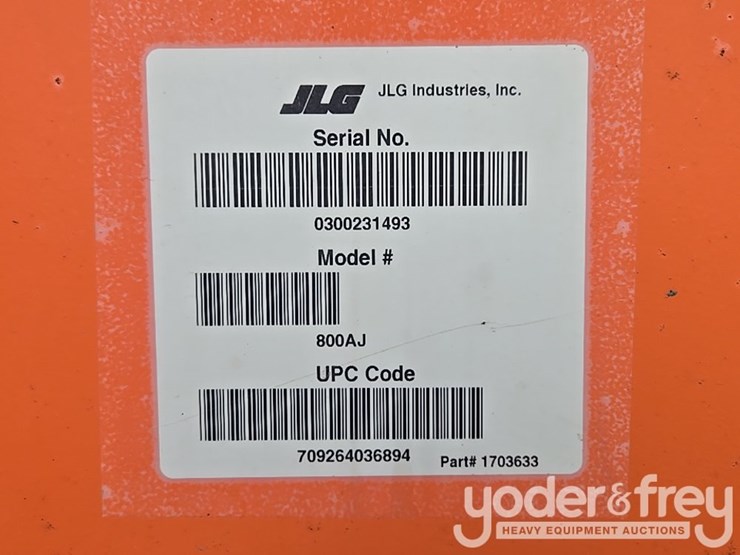 JLG JLG Industries, Inc.
Serial No.
0300231493
Model #
800AJ
UPC Code
709264036894
Part# 1703633
yoder&frey
HEAVY EQUIPMENT AUCTIONS